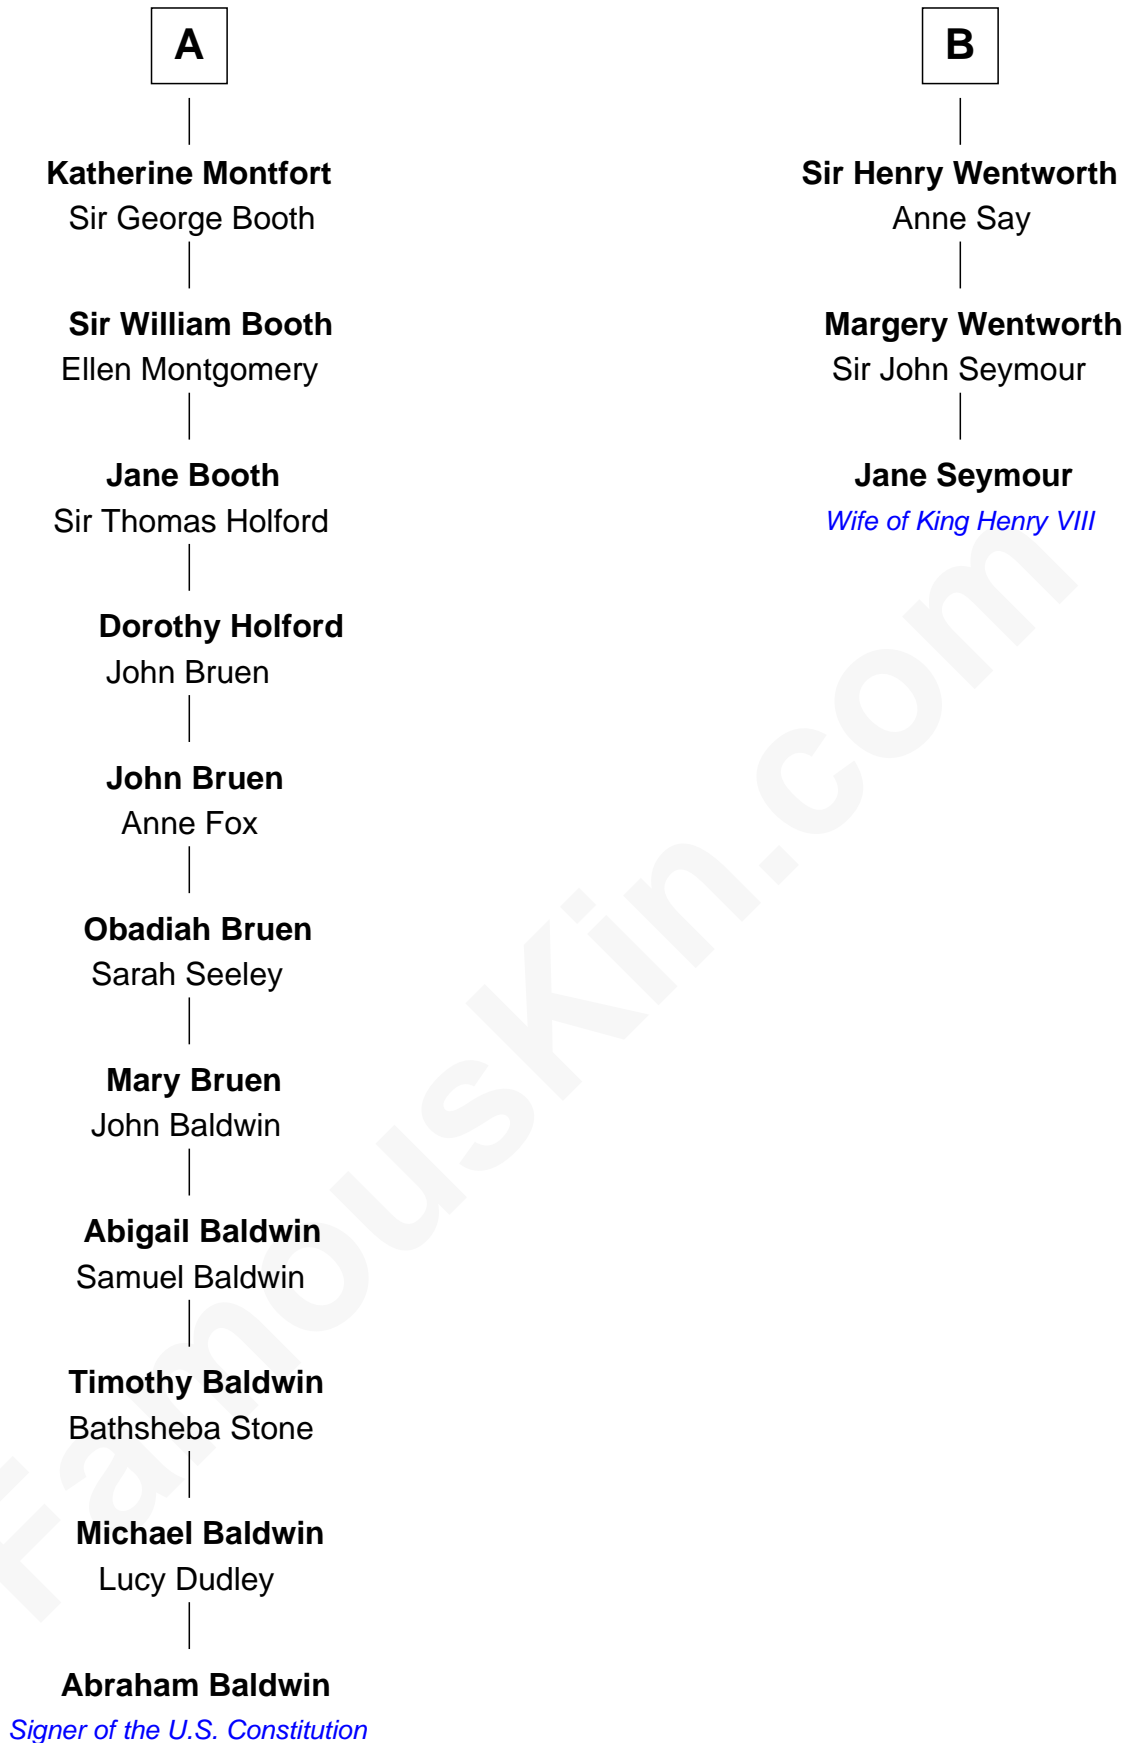 A
Katherine Montfort
Sir George Booth
Sir William Booth
Ellen Montgomery
Jane Booth
Sir Thomas Holford
Dorothy Holford
John Bruen
John Bruen
Anne Fox
Obadiah Bruen
Sarah Seeley
Mary Bruen
John Baldwin
Abigail Baldwin
Samuel Baldwin
Timothy Baldwin
Bathsheba Stone
Michael Baldwin
Lucy Dudley
Abraham Baldwin
Signer of the U.S. Constitution
B
Sir Henry Wentworth
Anne Say
Margery Wentworth
Sir John Seymour
Jane Seymour
Wife of King Henry VIII
FamousKin.com